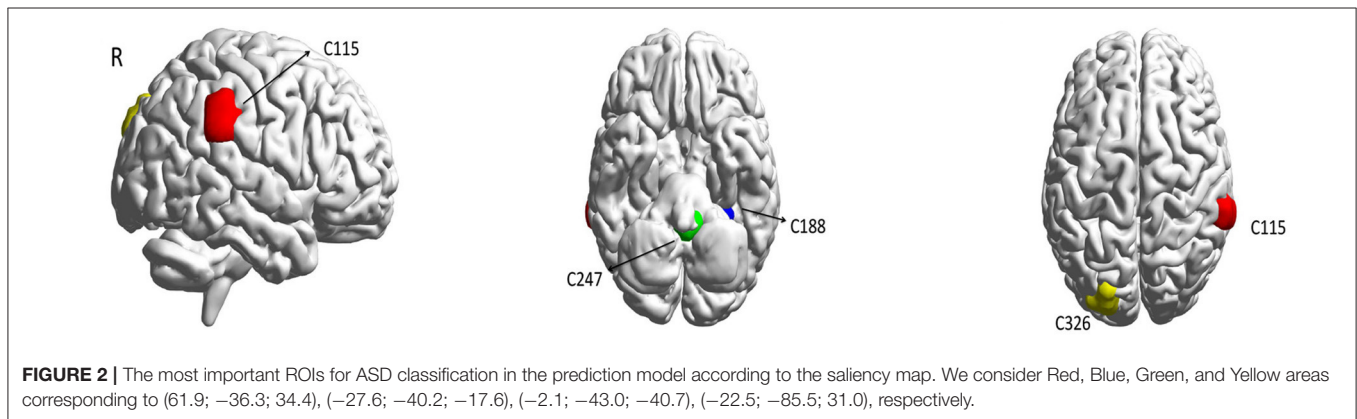 R
C115
C188
C247
C115
C326
FIGURE 2 | The most important ROIs for ASD classification in the prediction model according to the saliency map. We consider Red, Blue, Green, and Yellow areas
corresponding to (61.9; −36.3; 34.4), (−27.6; −40.2; −17.6), (−2.1; −43.0; −40.7), (−22.5; −85.5; 31.0), respectively.